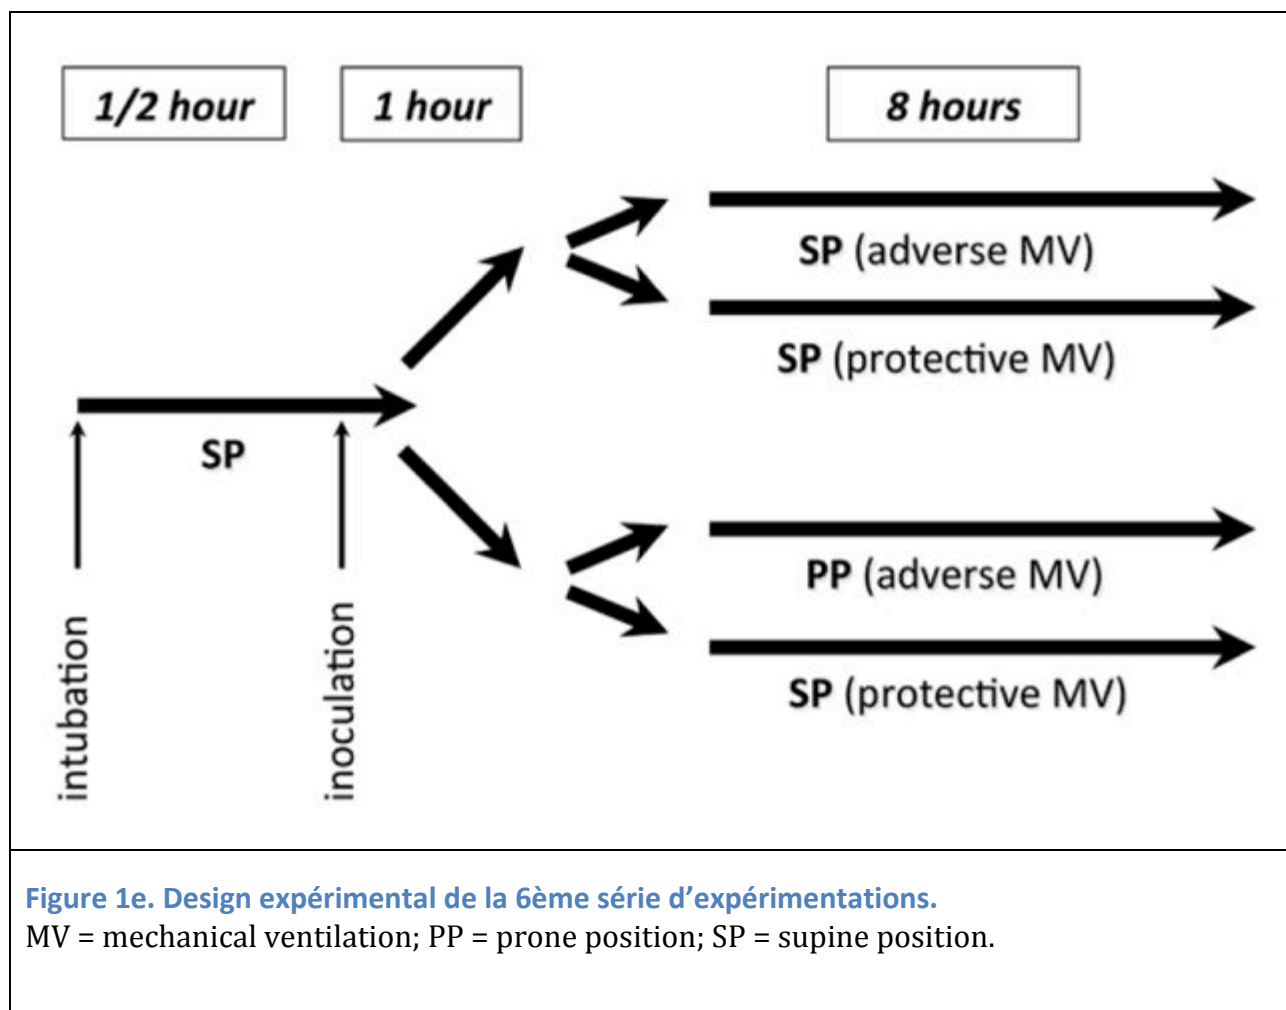 1/2 hour
1 hour
8 hours
SP (adverse MV)
SP (protective MV)
SP
PP (adverse MV)
SP (protective MV)
intubation
inoculation
Figure 1e. Design expérimental de la 6ème série d’expérimentations.
MV = mechanical ventilation; PP = prone position; SP = supine position.